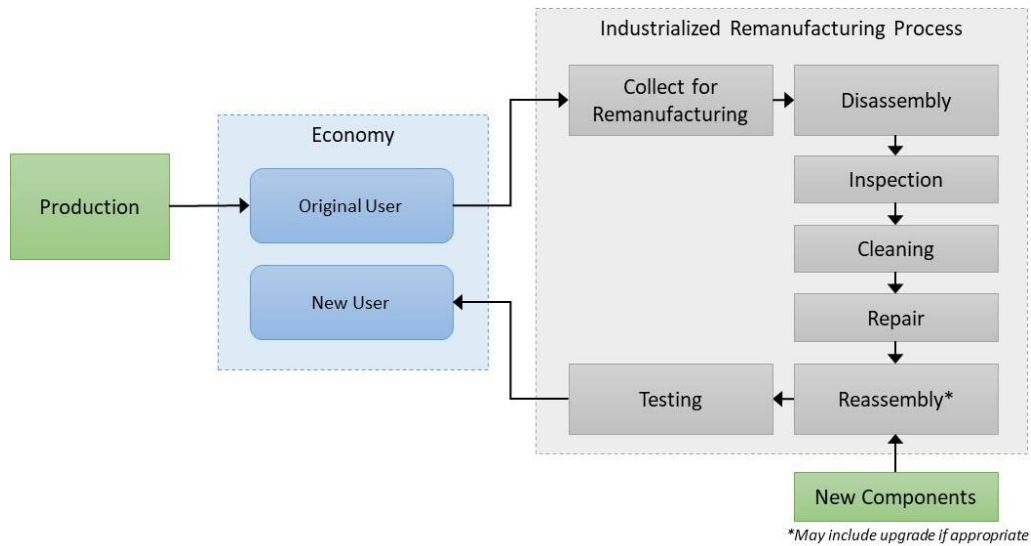 Industrialized Remanufacturing Process
Collect for
Remanufacturing
Disassembly
Economy
Inspection
Production
Original User
Cleaning
New User
Repair
Testing
Reassembly*
New Components
*May include upgrade if appropriate